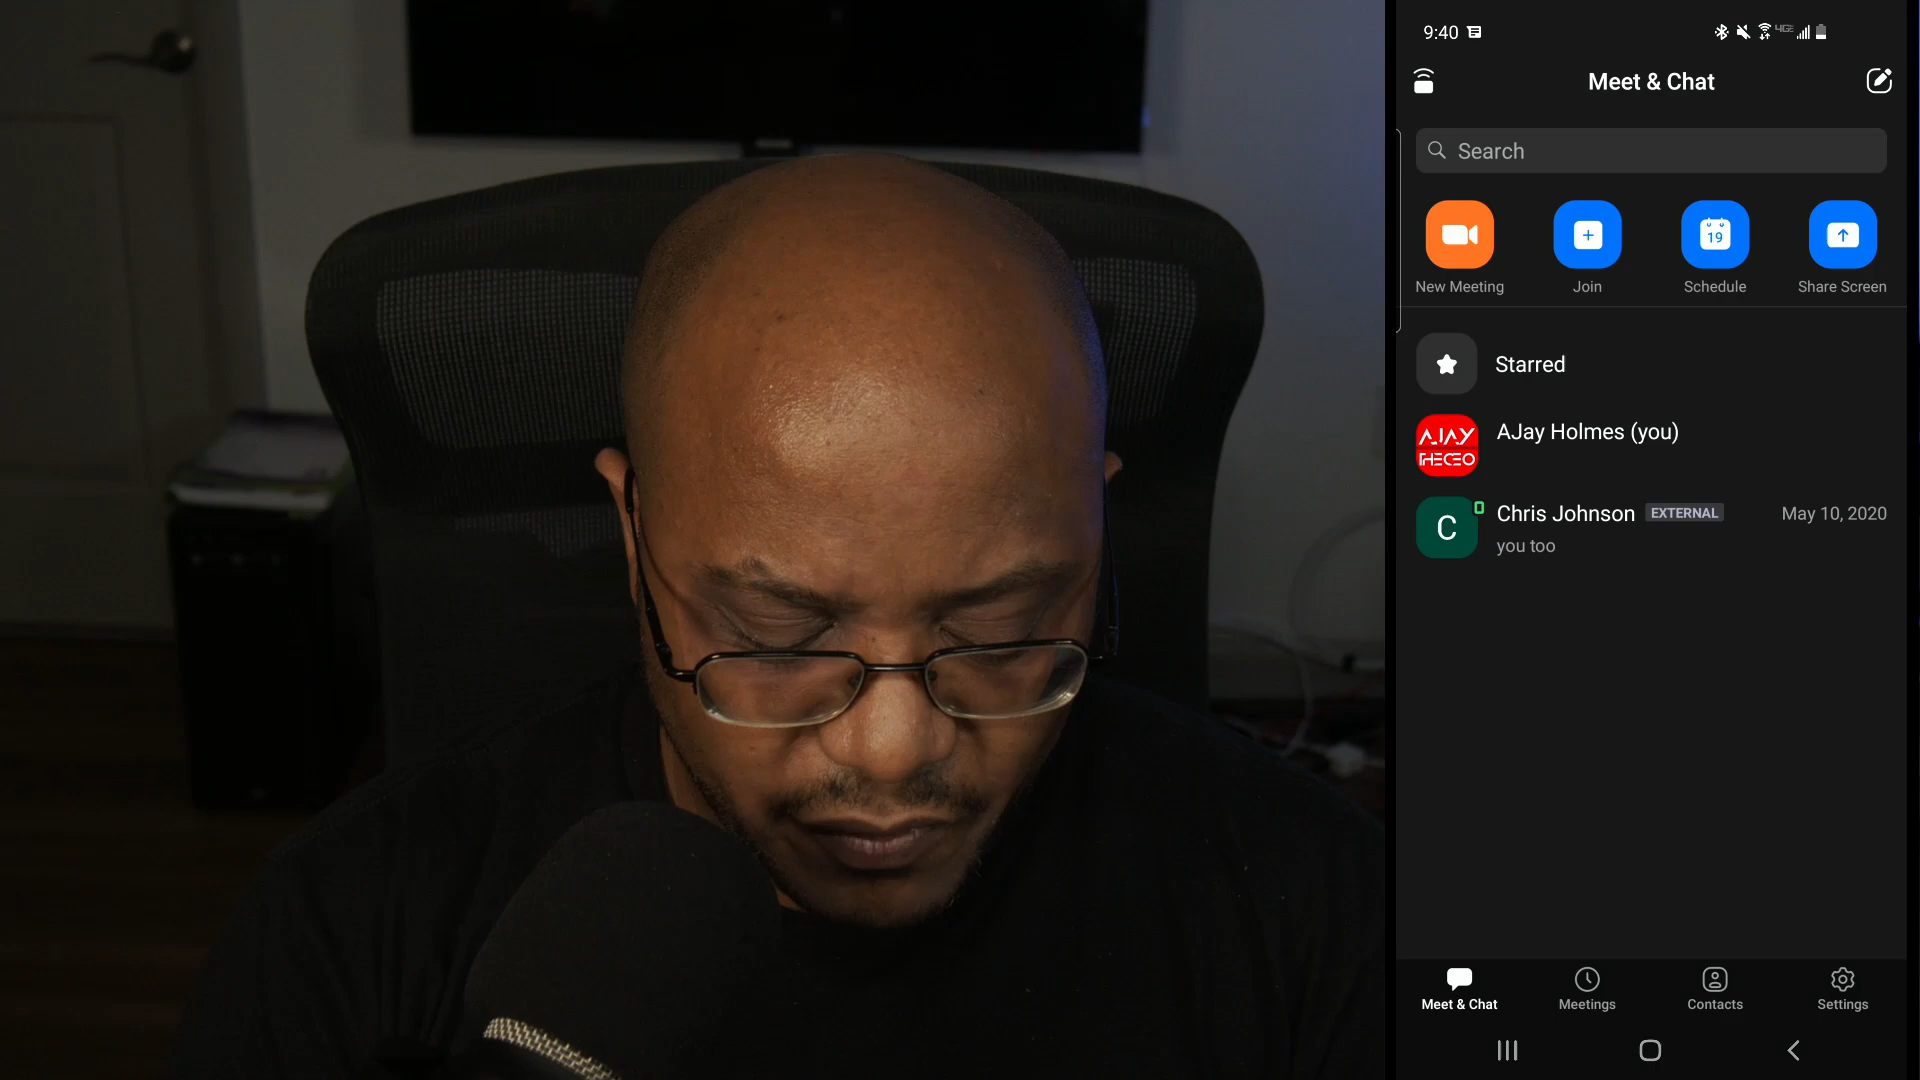 9:40
Meet & Chat
Search
19
New Meeting
Join
Schedule
Share Screen
Starred
AJAY
THECEO
AJay Holmes (you)
C
Chris Johnson EXTERNAL May 10, 2020
you too
Meet & Chat
Meetings
Contacts
Settings